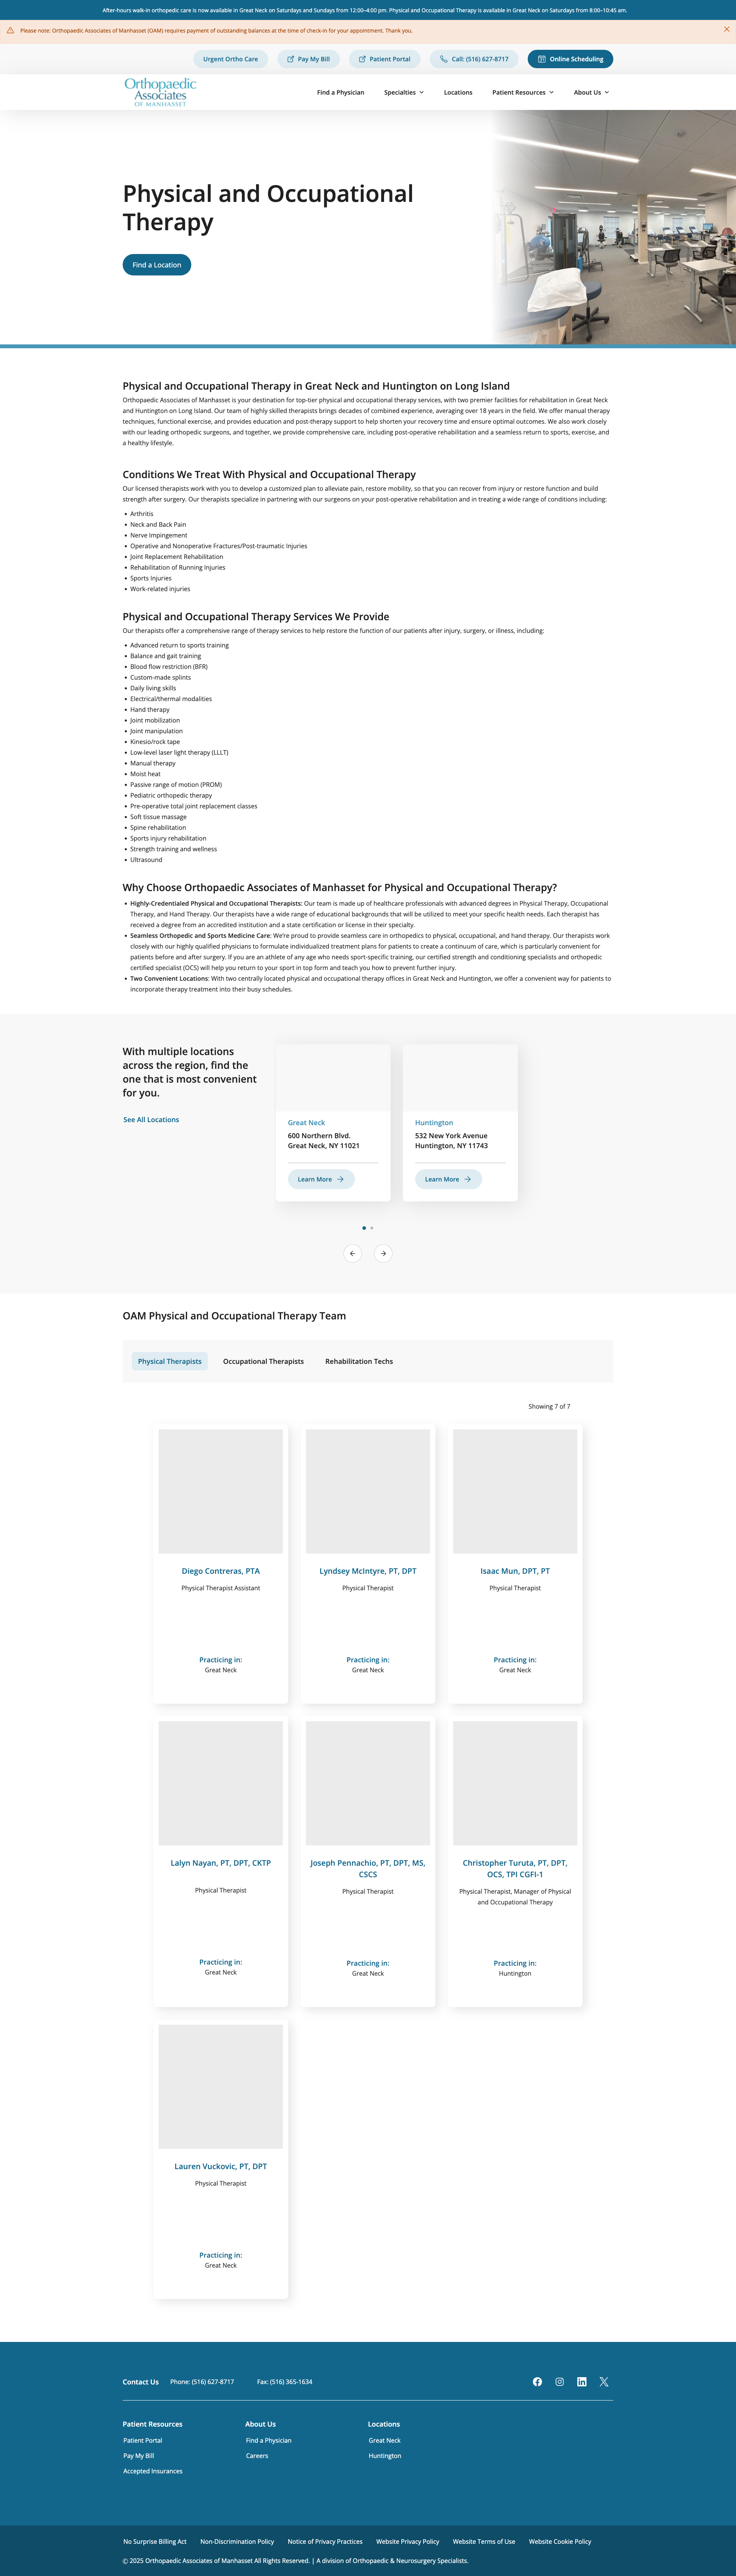 After-hours walk-in orthopedic care is now available in Great Neck on Saturdays and Sundays from 12:00–4:00 pm. Physical and Occupational Therapy is available in Great Neck on Saturdays from 8:00–10:45 am.
Please note: Orthopaedic Associates of Manhasset (OAM) requires payment of outstanding balances at the time of check-in for your appointment. Thank you.
Urgent Ortho Care
Pay My Bill
Patient Portal
Call: (516) 627-8717
Online Scheduling
Orthopaedic
Associates
OF MANHASSET
Find a Physician
Specialties
Locations
Patient Resources
About Us
Physical and Occupational
Therapy
Find a Location
Physical and Occupational Therapy in Great Neck and Huntington on Long Island
Orthopaedic Associates of Manhasset is your destination for top-tier physical and occupational therapy services, with two premier facilities for rehabilitation in Great Neck
and Huntington on Long Island. Our team of highly skilled therapists brings decades of combined experience, averaging over 18 years in the field. We offer manual therapy
techniques, functional exercise, and provides education and post-therapy support to help shorten your recovery time and ensure optimal outcomes. We also work closely
with our leading orthopedic surgeons, and together, we provide comprehensive care, including post-operative rehabilitation and a seamless return to sports, exercise, and
a healthy lifestyle.
Conditions We Treat With Physical and Occupational Therapy
Our licensed therapists work with you to develop a customized plan to alleviate pain, restore mobility, so that you can recover from injury or restore function and build
strength after surgery. Our therapists specialize in partnering with our surgeons on your post-operative rehabilitation and in treating a wide range of conditions including:
• Arthritis
• Neck and Back Pain
• Nerve Impingement
• Operative and Nonoperative Fractures/Post-traumatic Injuries
• Joint Replacement Rehabilitation
• Rehabilitation of Running Injuries
• Sports Injuries
• Work-related injuries
Physical and Occupational Therapy Services We Provide
Our therapists offer a comprehensive range of therapy services to help restore the function of our patients after injury, surgery, or illness, including:
• Advanced return to sports training
• Balance and gait training
• Blood flow restriction (BFR)
• Custom-made splints
• Daily living skills
• Electrical/thermal modalities
• Hand therapy
• Joint mobilization
• Joint manipulation
• Kinesio/rock tape
• Low-level laser light therapy (LLLT)
• Manual therapy
• Moist heat
• Passive range of motion (PROM)
• Pediatric orthopedic therapy
• Pre-operative total joint replacement classes
• Soft tissue massage
• Spine rehabilitation
• Sports injury rehabilitation
• Strength training and wellness
• Ultrasound
Why Choose Orthopaedic Associates of Manhasset for Physical and Occupational Therapy?
• Highly-Credentialed Physical and Occupational Therapists: Our team is made up of healthcare professionals with advanced degrees in Physical Therapy, Occupational
Therapy, and Hand Therapy. Our therapists have a wide range of educational backgrounds that will be utilized to meet your specific health needs. Each therapist has
received a degree from an accredited institution and a state certification or license in their specialty.
• Seamless Orthopedic and Sports Medicine Care: We're proud to provide seamless care in orthopedics to physical, occupational, and hand therapy. Our therapists work
closely with our highly qualified physicians to formulate individualized treatment plans for patients to create a continuum of care, which is particularly convenient for
patients before and after surgery. If you are an athlete of any age who needs sport-specific training, our certified strength and conditioning specialists and orthopedic
certified specialist (OCS) will help you return to your sport in top form and teach you how to prevent further injury.
• Two Convenient Locations: With two centrally located physical and occupational therapy offices in Great Neck and Huntington, we offer a convenient way for patients to
incorporate therapy treatment into their busy schedules.
With multiple locations
across the region, find the
one that is most convenient
for you.
See All Locations
Great Neck
600 Northern Blvd.
Great Neck, NY 11021
Learn More
Huntington
532 New York Avenue
Huntington, NY 11743
Learn More
OAM Physical and Occupational Therapy Team
Physical Therapists
Occupational Therapists
Rehabilitation Techs
Showing 7 of 7
Diego Contreras, PTA
Physical Therapist Assistant
Practicing in:
Great Neck
Lyndsey McIntyre, PT, DPT
Physical Therapist
Practicing in:
Great Neck
Isaac Mun, DPT, PT
Physical Therapist
Practicing in:
Great Neck
Lalyn Nayan, PT, DPT, CKTP
Physical Therapist
Practicing in:
Great Neck
Joseph Pennachio, PT, DPT, MS,
CSCS
Physical Therapist
Practicing in:
Great Neck
Christopher Turuta, PT, DPT,
OCS, TPI CGFI-1
Physical Therapist, Manager of Physical
and Occupational Therapy
Practicing in:
Huntington
Lauren Vuckovic, PT, DPT
Physical Therapist
Practicing in:
Great Neck
Contact Us
Phone: (516) 627-8717
Fax: (516) 365-1634
Patient Resources
Patient Portal
Pay My Bill
Accepted Insurances
About Us
Find a Physician
Careers
Locations
Great Neck
Huntington
No Surprise Billing Act
Non-Discrimination Policy
Notice of Privacy Practices
Website Privacy Policy
Website Terms of Use
Website Cookie Policy
© 2025 Orthopaedic Associates of Manhasset All Rights Reserved. | A division of Orthopaedic & Neurosurgery Specialists.